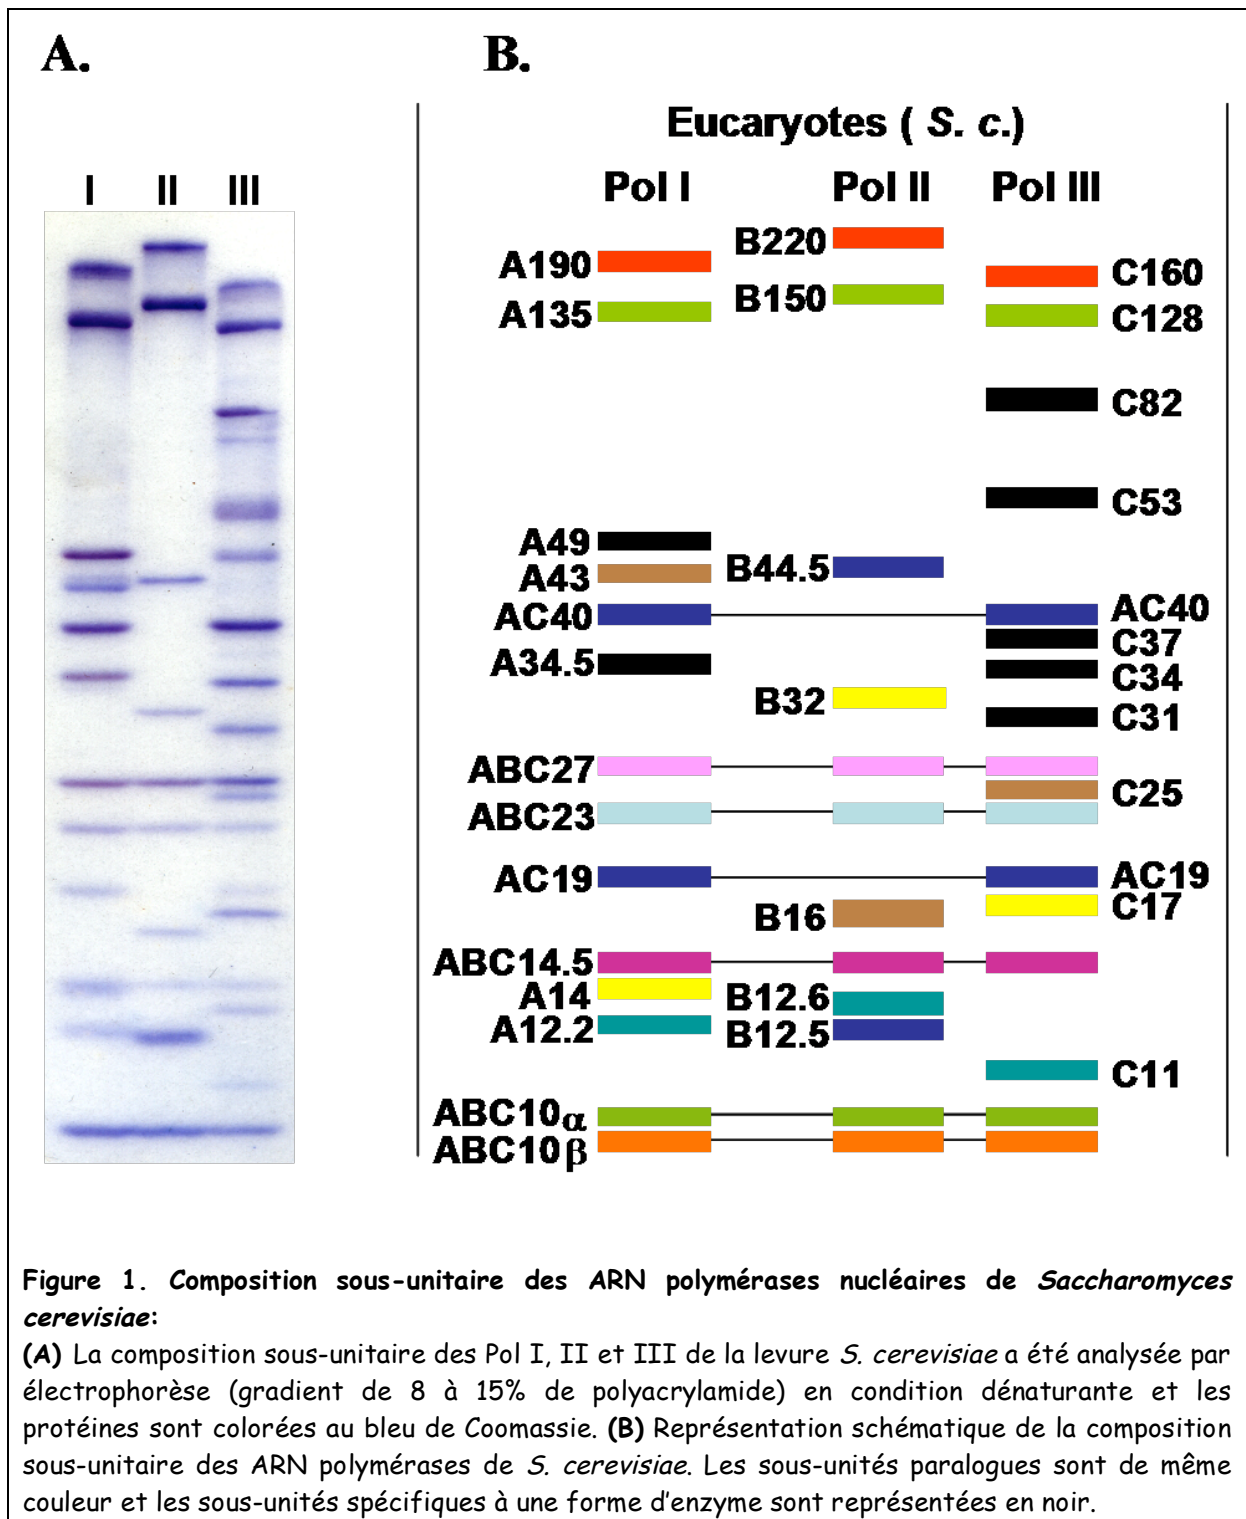 A.
B.
Eucaryotes ( S. c.)
I II III
Pol I Pol II Pol III
B220
A190
C160
B150
A135
C128
C82
C53
A49
B44.5
A43
AC40
AC40
C37
A34.5
C34
B32
C31
ABC27
C25
ABC23
AC19
AC19
C17
B16
ABC14.5
A14
B12.6
A12.2
B12.5
C11
ABC10α
ABC10β
Figure 1. Composition sous-unitaire des ARN polymérases nucléaires de Saccharomyces
cerevisiae:
(A) La composition sous-unitaire des Pol I, II et III de la levure S. cerevisiae a été analysée par
électrophorèse (gradient de 8 à 15% de polyacrylamide) en condition dénaturante et les
protéines sont colorées au bleu de Coomassie. (B) Représentation schématique de la composition
sous-unitaire des ARN polymérases de S. cerevisiae. Les sous-unités paralogues sont de même
couleur et les sous-unités spécifiques à une forme d'enzyme sont représentées en noir.